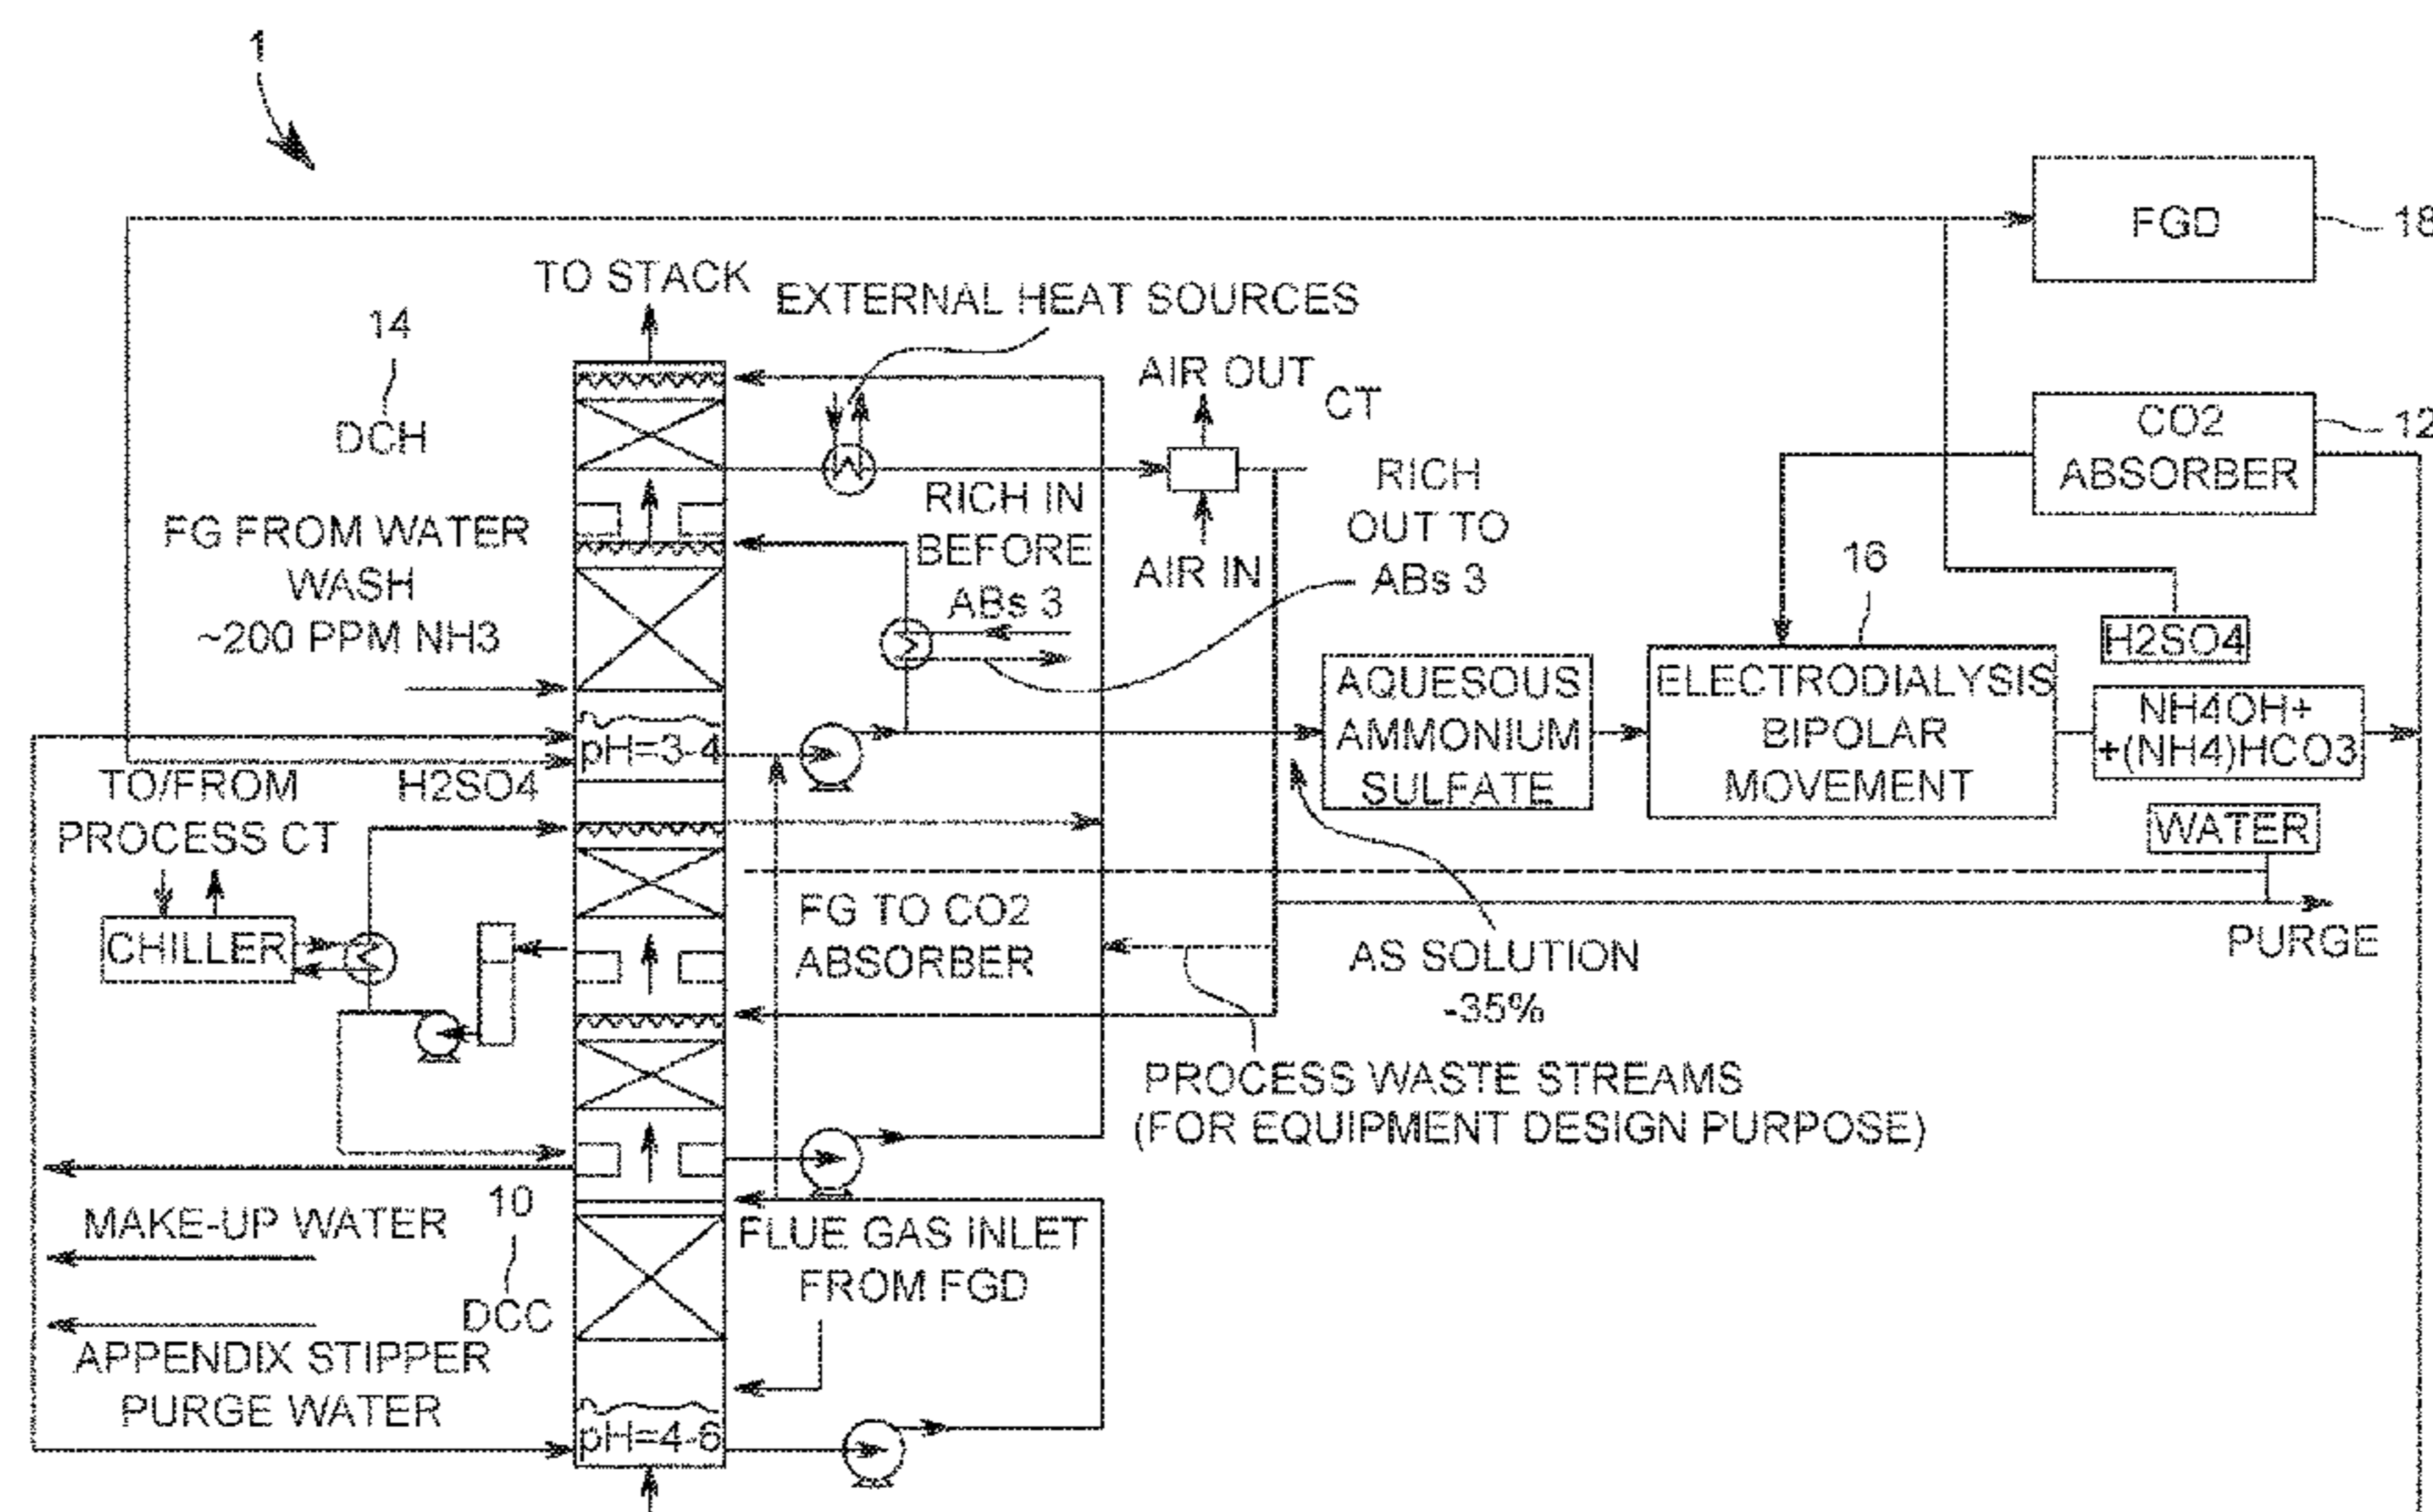 1
FGD
18
TO STACK
EXTERNAL HEAT SOURCES
14
DCH
AIR OUT
CT
CO2
ABSORBER
12
RICH IN
BEFORE
ABs 3
RICH
OUT TO
ABs 3
AIR IN
FG FROM WATER
WASH
~200 PPM NH3
16
H2SO4
AQUESOUS
AMMONIUM
SULFATE
ELECTRODIALYSIS
BIPOLAR
MOVEMENT
NH4OH+
+(NH4)HCO3
pH=3-4
H2SO4
TO/FROM
PROCESS CT
WATER
CHILLER
FG TO CO2
ABSORBER
PURGE
AS SOLUTION
-35%
PROCESS WASTE STREAMS
(FOR EQUIPMENT DESIGN PURPOSE)
MAKE-UP WATER
10
DCC
FLUE GAS INLET
FROM FGD
APPENDIX STIPPER
PURGE WATER
pH=4-6